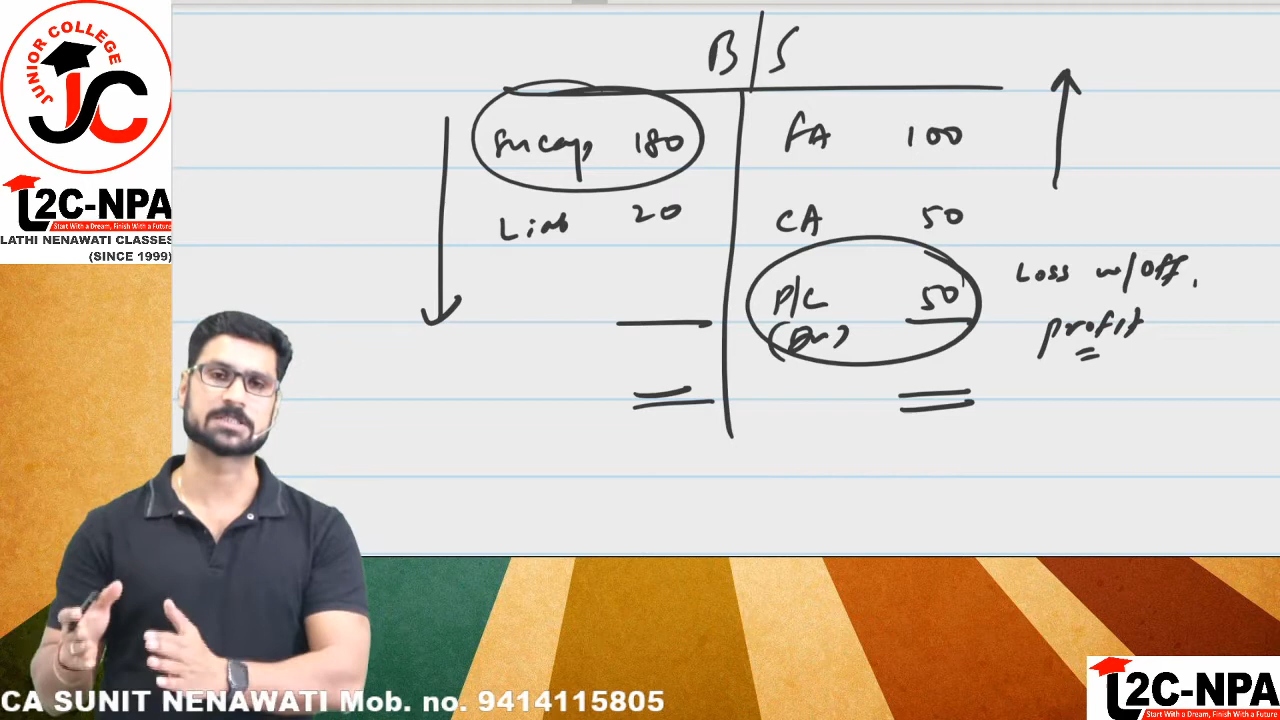 JUNIOR COLLEGE
JC
L2C-NPA
Start With a Dream, Finish With a Future
LATHI NENAWATI CLASSES
(SINCE 1999)
B/S
180
FA 100
Liab 20
CA 50
P/L 50
(Dr)
Loss w/off.
profit
CA SUNIT NENAWATI Mob. no. 9414115805
L2C-NPA
Start With a Dream, Finish With a Future